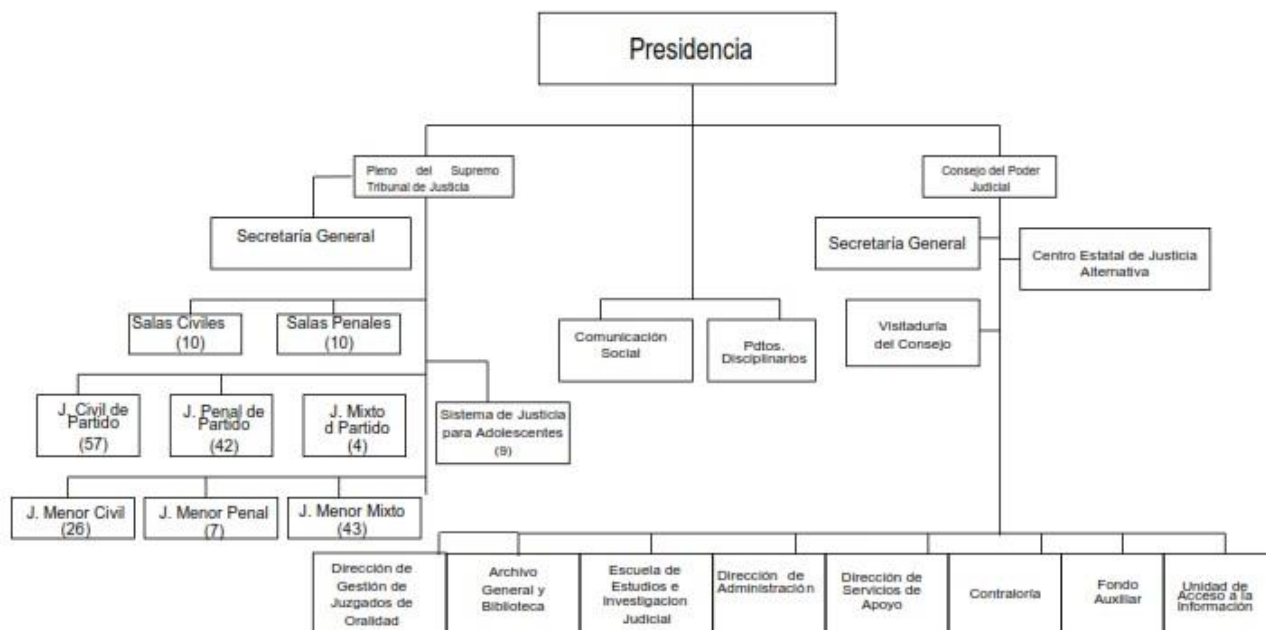 Presidencia
Pleno del Supremo
Tribunal de Justicia
Consejo del Poder
Judicial
Secretaría General
Secretaría General
Centro Estatal de Justicia
Alternativa
Salas Civiles
(10)
Salas Penales
(10)
Comunicación
Social
Pdtos.
Disciplinarios
Visitaduría
del Consejo
J. Civil de
Partido
(57)
J. Penal de
Partido
(42)
J. Mixto
d Partido
(4)
Sistema de Justicia
para Adolescentes
(9)
J. Menor Civil
(26)
J. Menor Penal
(7)
J. Menor Mixto
(43)
Dirección de
Gestión de
Juzgados de
Oralidad
Archivo
General y
Biblioteca
Escuela de
Estudios e
Investigacion
Judicial
Dirección de
Administración
Dirección de
Servicios de
Apoyo
Contraloría
Fondo
Auxiliar
Unidad de
Acceso a la
Información